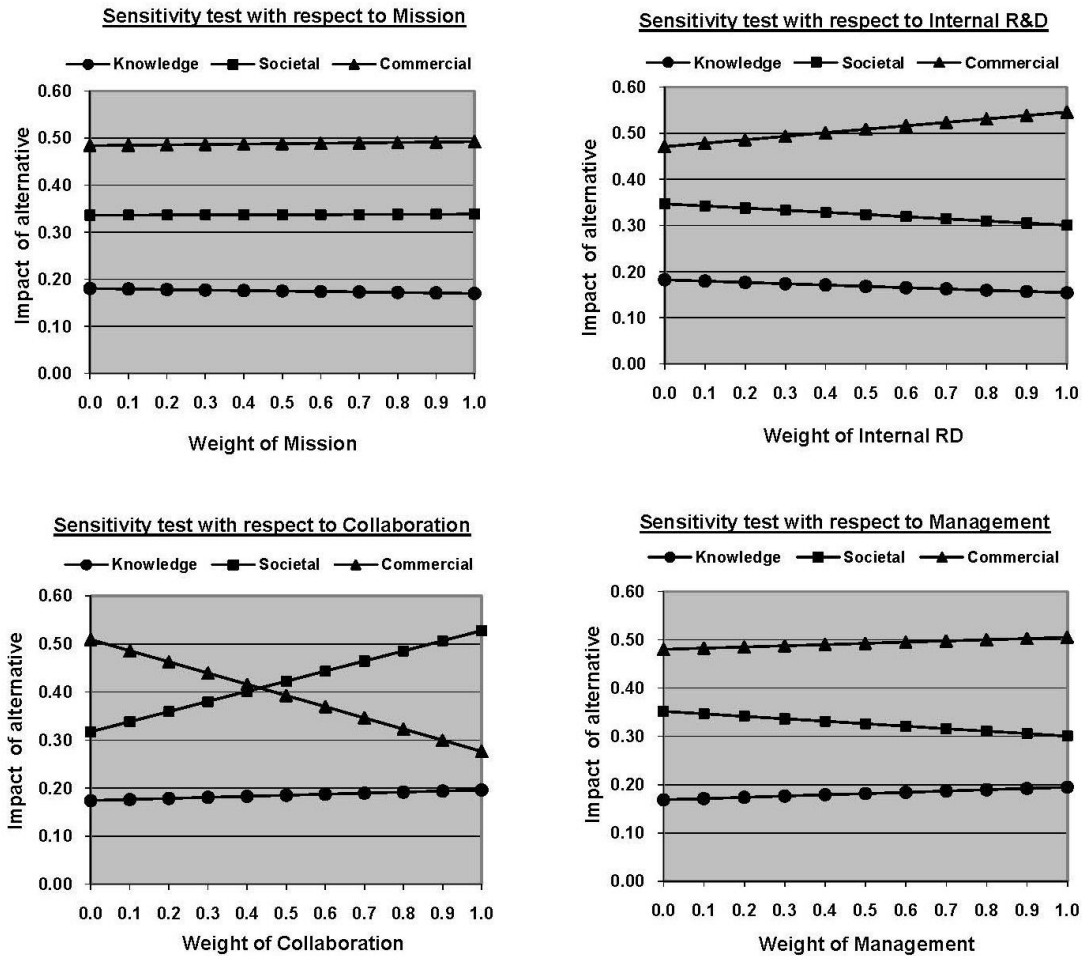 Sensitivity test with respect to Mission
Knowledge Societal Commercial
Impact of alternative
0.60
0.50
0.40
0.30
0.20
0.10
0.00
0.0 0.1 0.2 0.3 0.4 0.5 0.6 0.7 0.8 0.9 1.0
Weight of Mission
Sensitivity test with respect to Internal R&D
Knowledge Societal Commercial
Impact of alternative
0.60
0.50
0.40
0.30
0.20
0.10
0.00
0.0 0.1 0.2 0.3 0.4 0.5 0.6 0.7 0.8 0.9 1.0
Weight of Internal RD
Sensitivity test with respect to Collaboration
Knowledge Societal Commercial
Impact of alternative
0.60
0.50
0.40
0.30
0.20
0.10
0.00
0.0 0.1 0.2 0.3 0.4 0.5 0.6 0.7 0.8 0.9 1.0
Weight of Collaboration
Sensitivity test with respect to Management
Knowledge Societal Commercial
Impact of alternative
0.60
0.50
0.40
0.30
0.20
0.10
0.00
0.0 0.1 0.2 0.3 0.4 0.5 0.6 0.7 0.8 0.9 1.0
Weight of Management